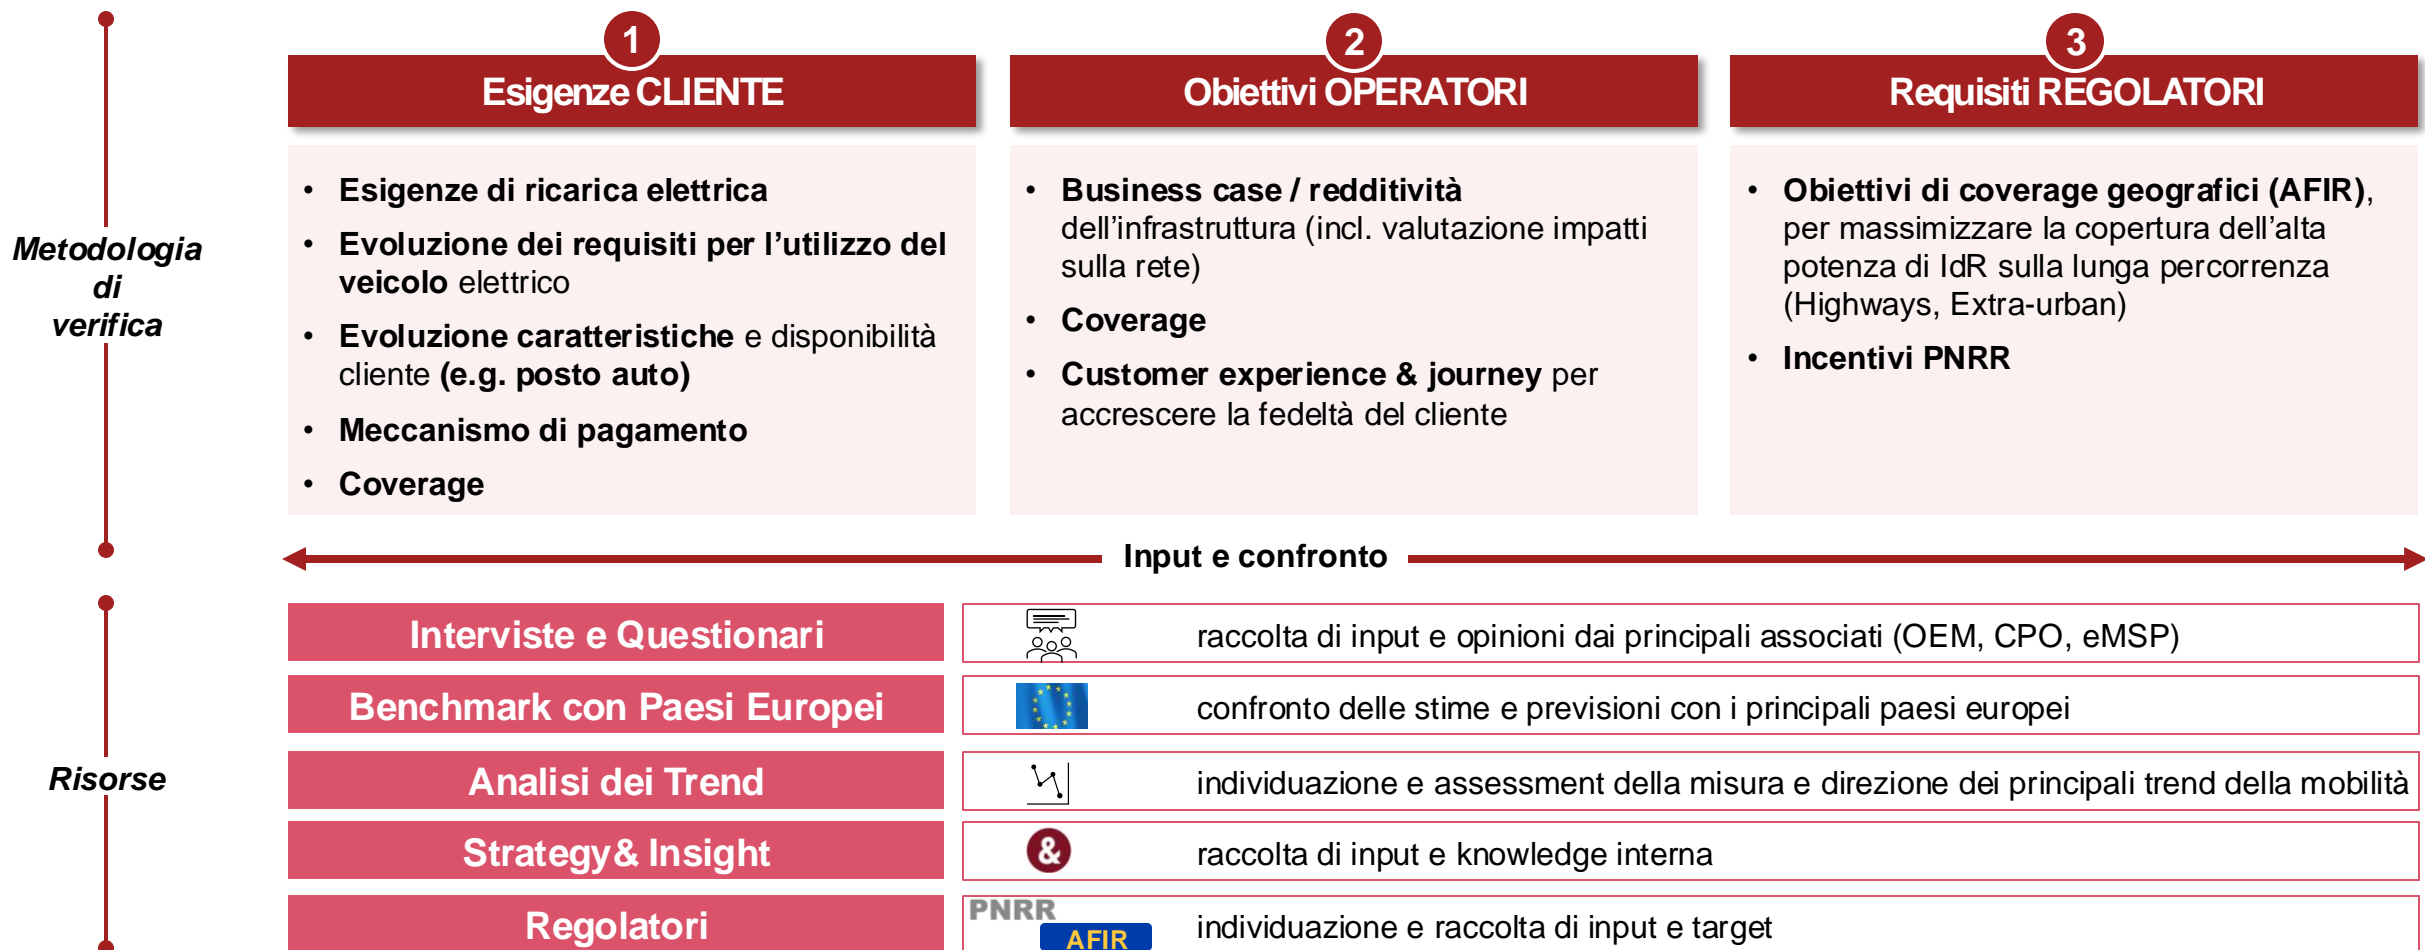 1
Esigenze CLIENTE
2
Obiettivi OPERATORI
3
Requisiti REGOLATORI
Metodologia
di
verifica
• Esigenze di ricarica elettrica
• Evoluzione dei requisiti per l’utilizzo del
veicolo elettrico
• Evoluzione caratteristiche e disponibilità
cliente (e.g. posto auto)
• Meccanismo di pagamento
• Coverage
• Business case / redditività
dell’infrastruttura (incl. valutazione impatti
sulla rete)
• Coverage
• Customer experience & journey per
accrescere la fedeltà del cliente
• Obiettivi di coverage geografici (AFIR),
per massimizzare la copertura dell’alta
potenza di IdR sulla lunga percorrenza
(Highways, Extra-urban)
• Incentivi PNRR
Input e confronto
Risorse
Interviste e Questionari
raccolta di input e opinioni dai principali associati (OEM, CPO, eMSP)
Benchmark con Paesi Europei
confronto delle stime e previsioni con i principali paesi europei
Analisi dei Trend
individuazione e assessment della misura e direzione dei principali trend della mobilità
Strategy& Insight
&
raccolta di input e knowledge interna
Regolatori
PNRR
AFIR
individuazione e raccolta di input e target